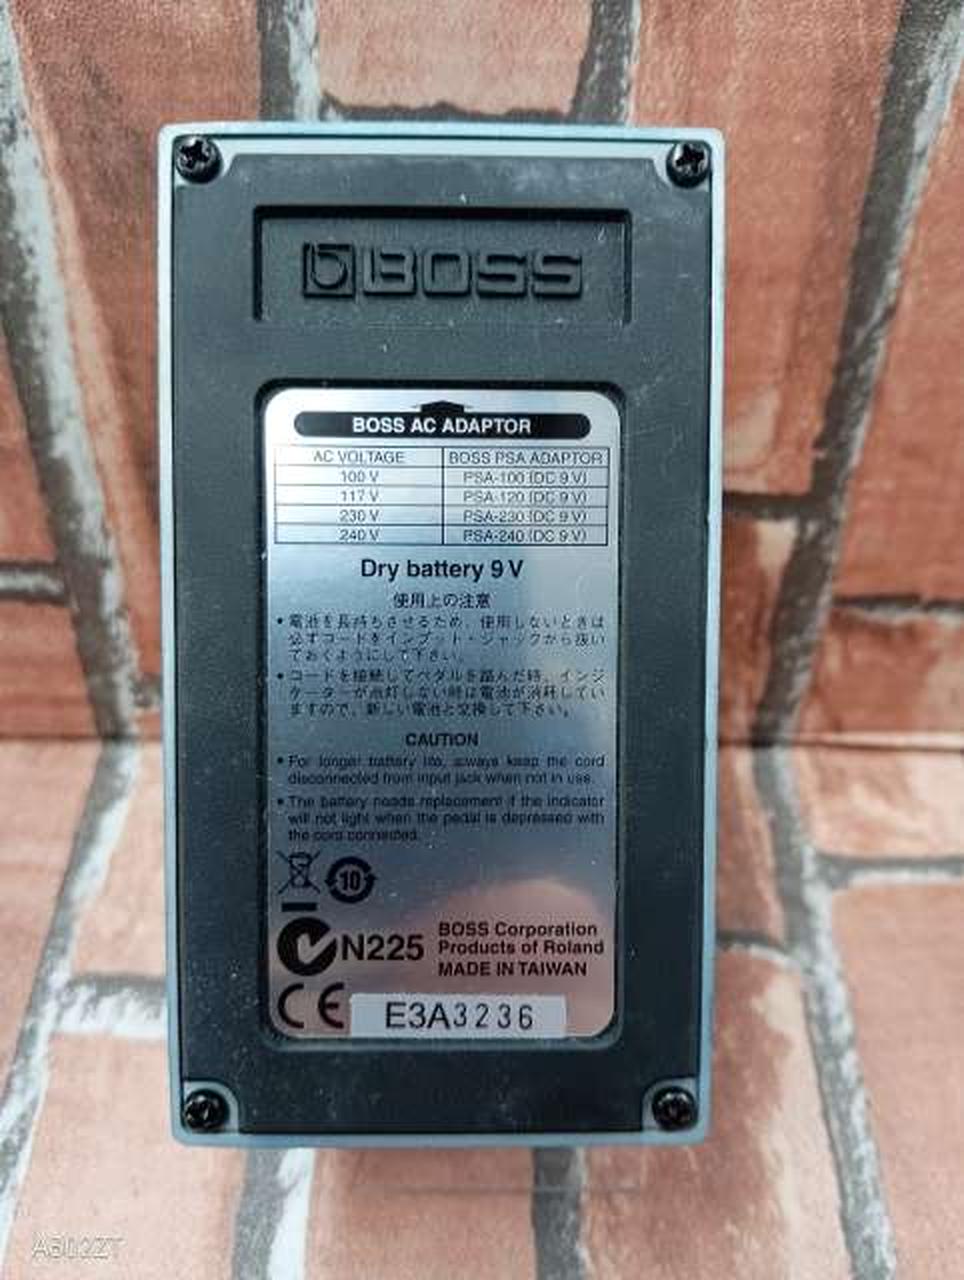 BOSS
BOSS AC ADAPTOR
AC VOLTAGE BOSS PSA ADAPTOR
100 V PSA-100 (DC 9 V)
117 V PSA-120 (DC 9 V)
230 V PSA-230 (DC 9 V)
240 V PSA-240 (DC 9 V)
Dry battery 9 V
使用上の注意
• 電池を長持ちさせるため、使用しないときは
必ずコードをインプット・ジャックから抜い
ておくようにして下さい。
• コードを接続してペダルを踏んだ時、インジ
ケーターが点灯しない時は電池が消耗してい
ますので、新しい電池と交換して下さい。
CAUTION
• For longer battery life, always keep the cord
disconnected from input jack when not in use.
• The battery needs replacement if the indicator
will not light when the pedal is depressed with
the cord connected.
10
N225
BOSS Corporation
Products of Roland
MADE IN TAIWAN
CE
E3A3236